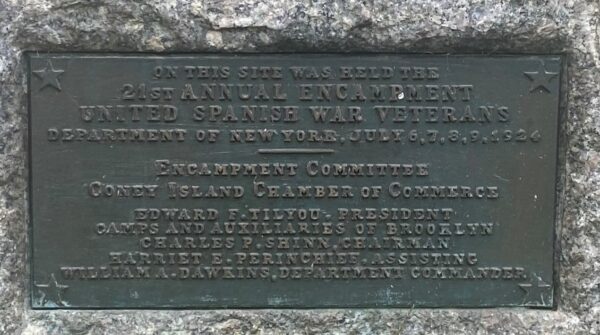 ON THIS SITE WAS HELD THE
21ST ANNUAL ENCAMPMENT
UNITED SPANISH WAR VETERANS
DEPARTMENT OF NEW YORK, JULY 6,7,8,9,1924
ENCAMPMENT COMMITTEE
CONEY ISLAND CHAMBER OF COMMERCE
EDWARD F. TILYOU - PRESIDENT
CAMPS AND AUXILIARIES OF BROOKLYN
CHARLES P. SHINN, CHAIRMAN
HARRIET E. PERINCHIEF, ASSISTING
WILLIAM A. DAWKINS, DEPARTMENT COMMANDER